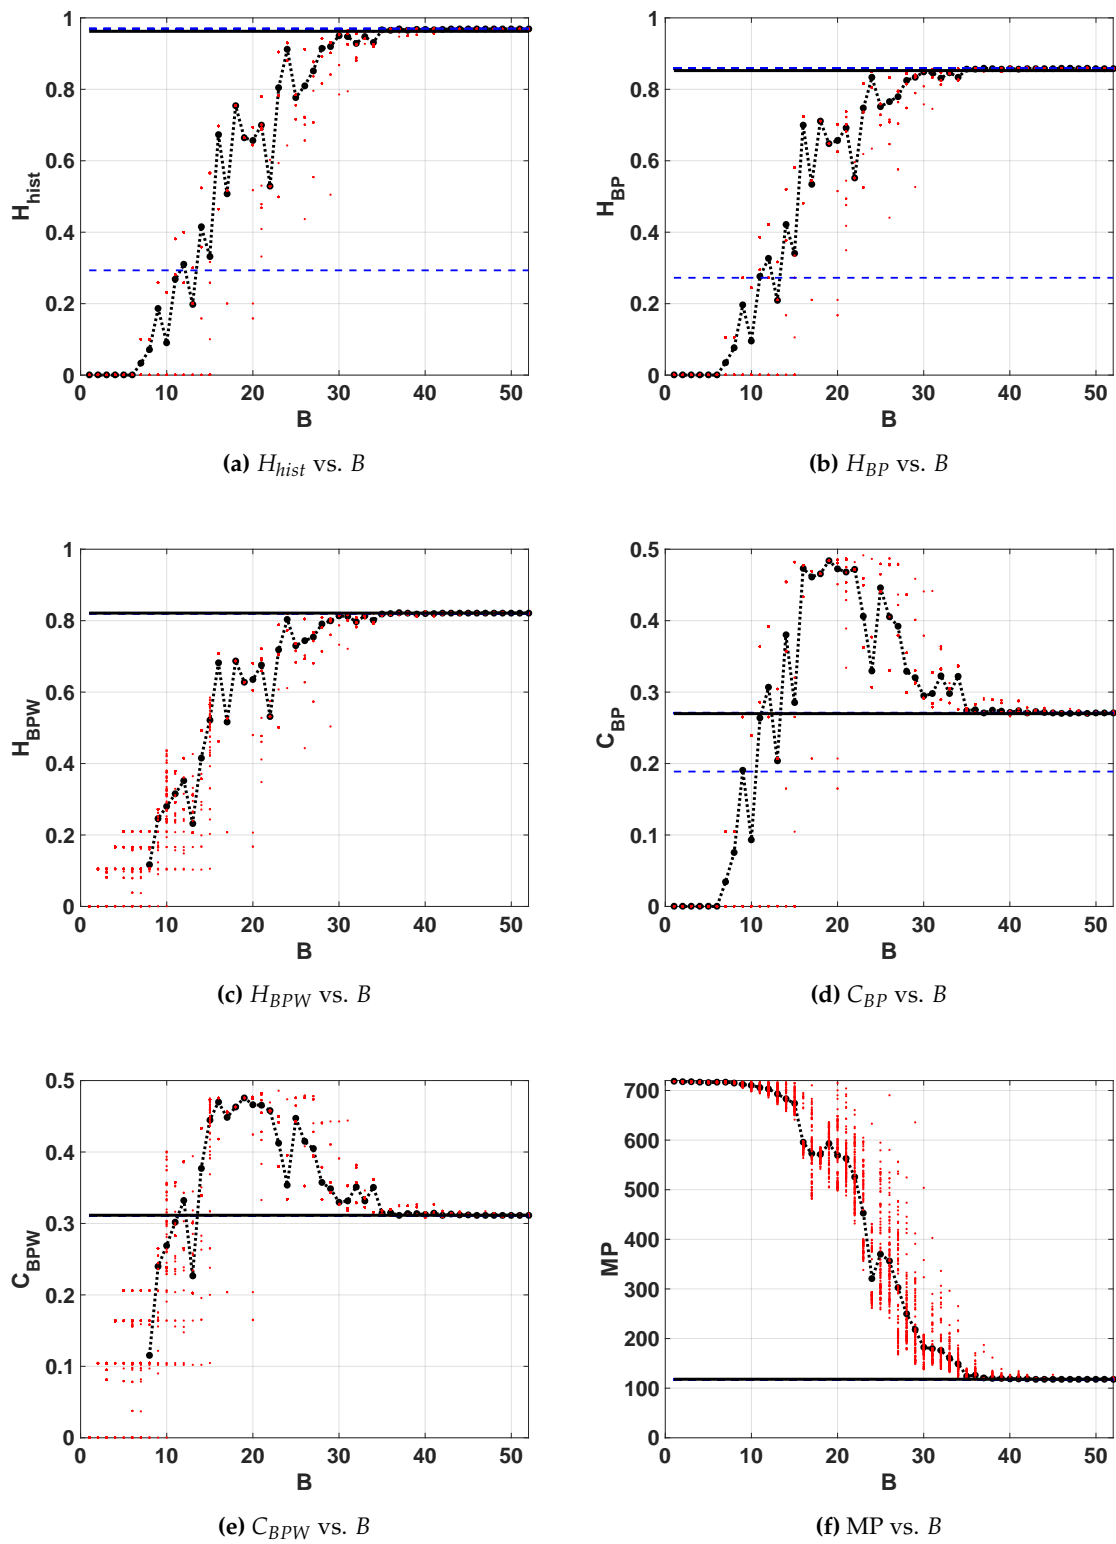 1
0.8
0.6
0.4
0.2
0
H_hist
0 10 20 30 40 50
B
(a) H_hist vs. B
1
0.8
0.6
0.4
0.2
0
H_BP
0 10 20 30 40 50
B
(b) H_BP vs. B
1
0.8
0.6
0.4
0.2
0
H_BPW
0 10 20 30 40 50
B
(c) H_BPW vs. B
0.5
0.4
0.3
0.2
0.1
0
C_BP
0 10 20 30 40 50
B
(d) C_BP vs. B
0.5
0.4
0.3
0.2
0.1
0
C_BPW
0 10 20 30 40 50
B
(e) C_BPW vs. B
700
600
500
400
300
200
100
0
MP
0 10 20 30 40 50
B
(f) MP vs. B